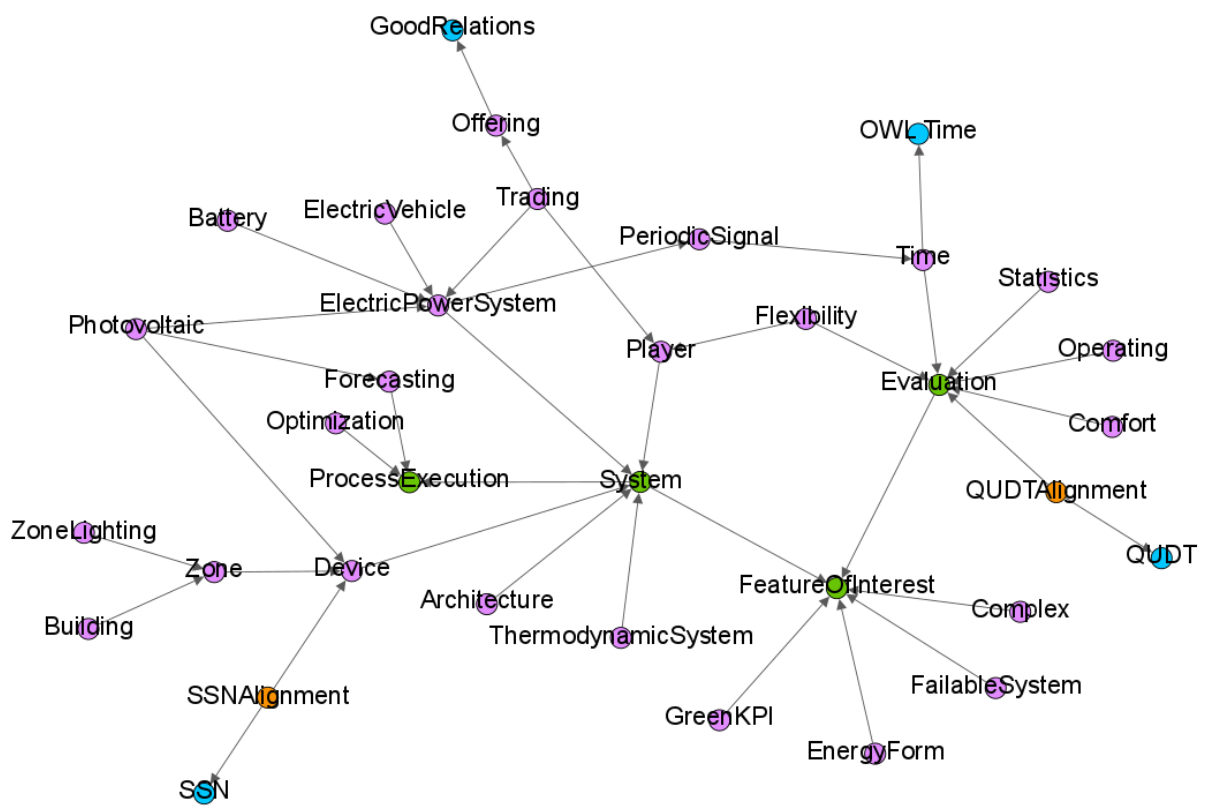 GoodRelations
Offering
OWL Time
Trading
ElectricVehicle
Battery
PeriodicSignal
Time
Statistics
ElectricPowerSystem
Flexibility
Photovoltaic
Player
Operating
Forecasting
Evaluation
Optimization
Comfort
ProcessExecution
System
QUDTAlignment
ZoneLighting
QUDT
Zone
Device
FeatureOfInterest
Architecture
Complex
Building
ThermodynamicSystem
FailableSystem
SSNAlignment
GreenKPI
EnergyForm
SSN